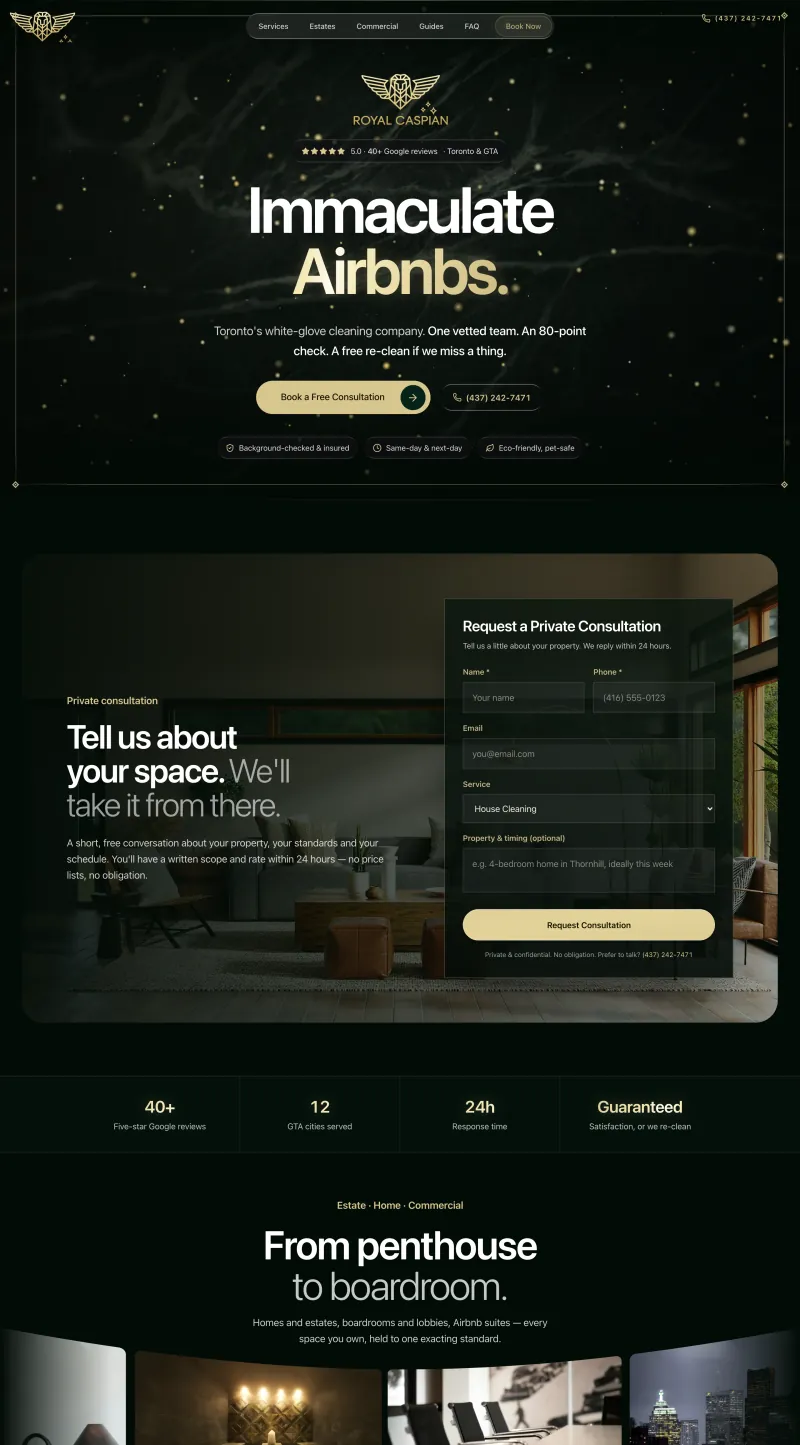 Services Estates Commercial Guides FAQ Book Now
(437) 242-7471
ROYAL CASPIAN
5.0 · 40+ Google reviews · Toronto & GTA
Immaculate
Airbnbs.
Toronto's white-glove cleaning company. One vetted team. An 80-point
check. A free re-clean if we miss a thing.
Book a Free Consultation
(437) 242-7471
Background-checked & insured
Same-day & next-day
Eco-friendly, pet-safe
Private consultation
Tell us about
your space. We'll
take it from there.
A short, free conversation about your property, your standards and your
schedule. You'll have a written scope and rate within 24 hours — no price
lists, no obligation.
Request a Private Consultation
Tell us a little about your property. We reply within 24 hours.
Name * Phone *
Your name (416) 555-0123
Email
you@email.com
Service
House Cleaning
Property & timing (optional)
e.g. 4-bedroom home in Thornhill, ideally this week
Request Consultation
Private & confidential. No obligation. Prefer to talk? (437) 242-7471
40+
Five-star Google reviews
12
GTA cities served
24h
Response time
Guaranteed
Satisfaction, or we re-clean
Estate · Home · Commercial
From penthouse
to boardroom.
Homes and estates, boardrooms and lobbies, Airbnb suites — every
space you own, held to one exacting standard.